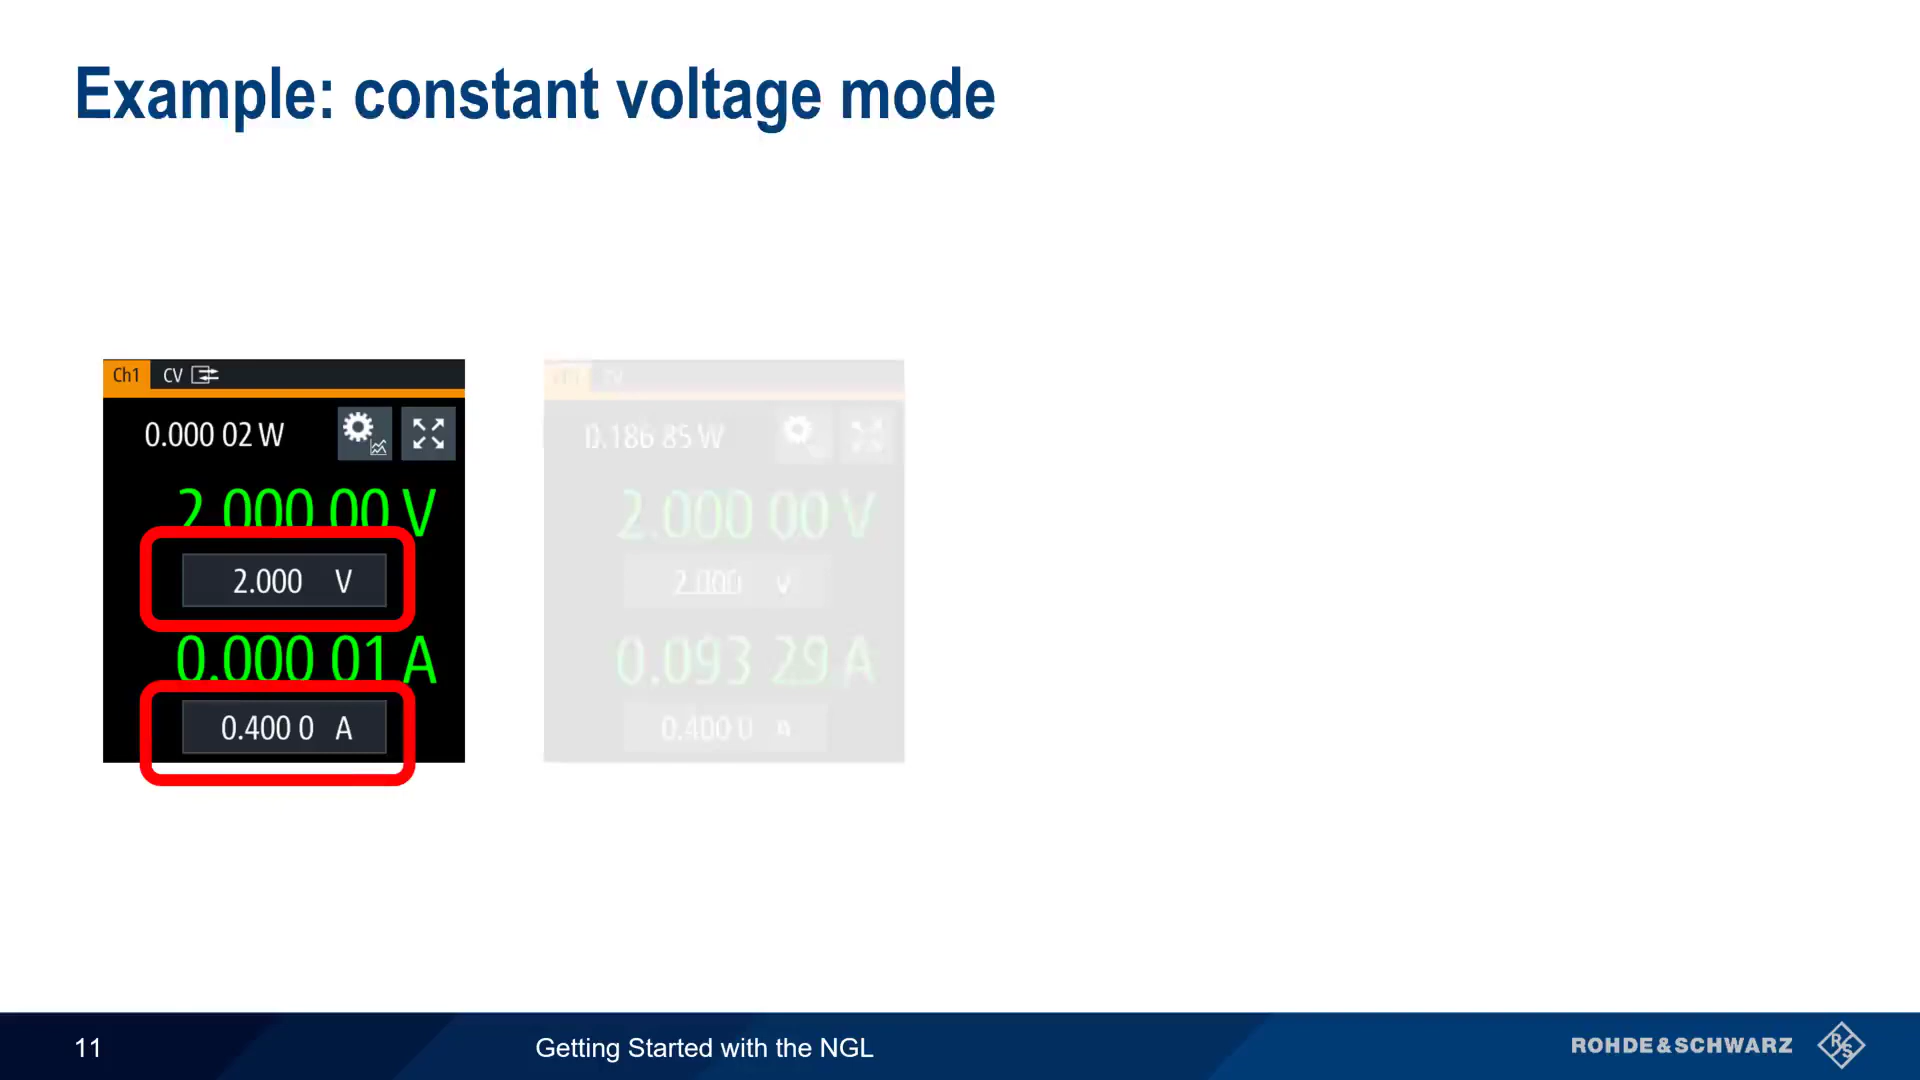 Example: constant voltage mode
Ch1 CV
0.000 02 W
2.000 00 V
2.000 V
0.000 01 A
0.400 0 A
0.186 85 W
2.000 00 V
2.000 V
0.093 29 A
0.400 0
11
Getting Started with the NGL
ROHDE&SCHWARZ
R&S